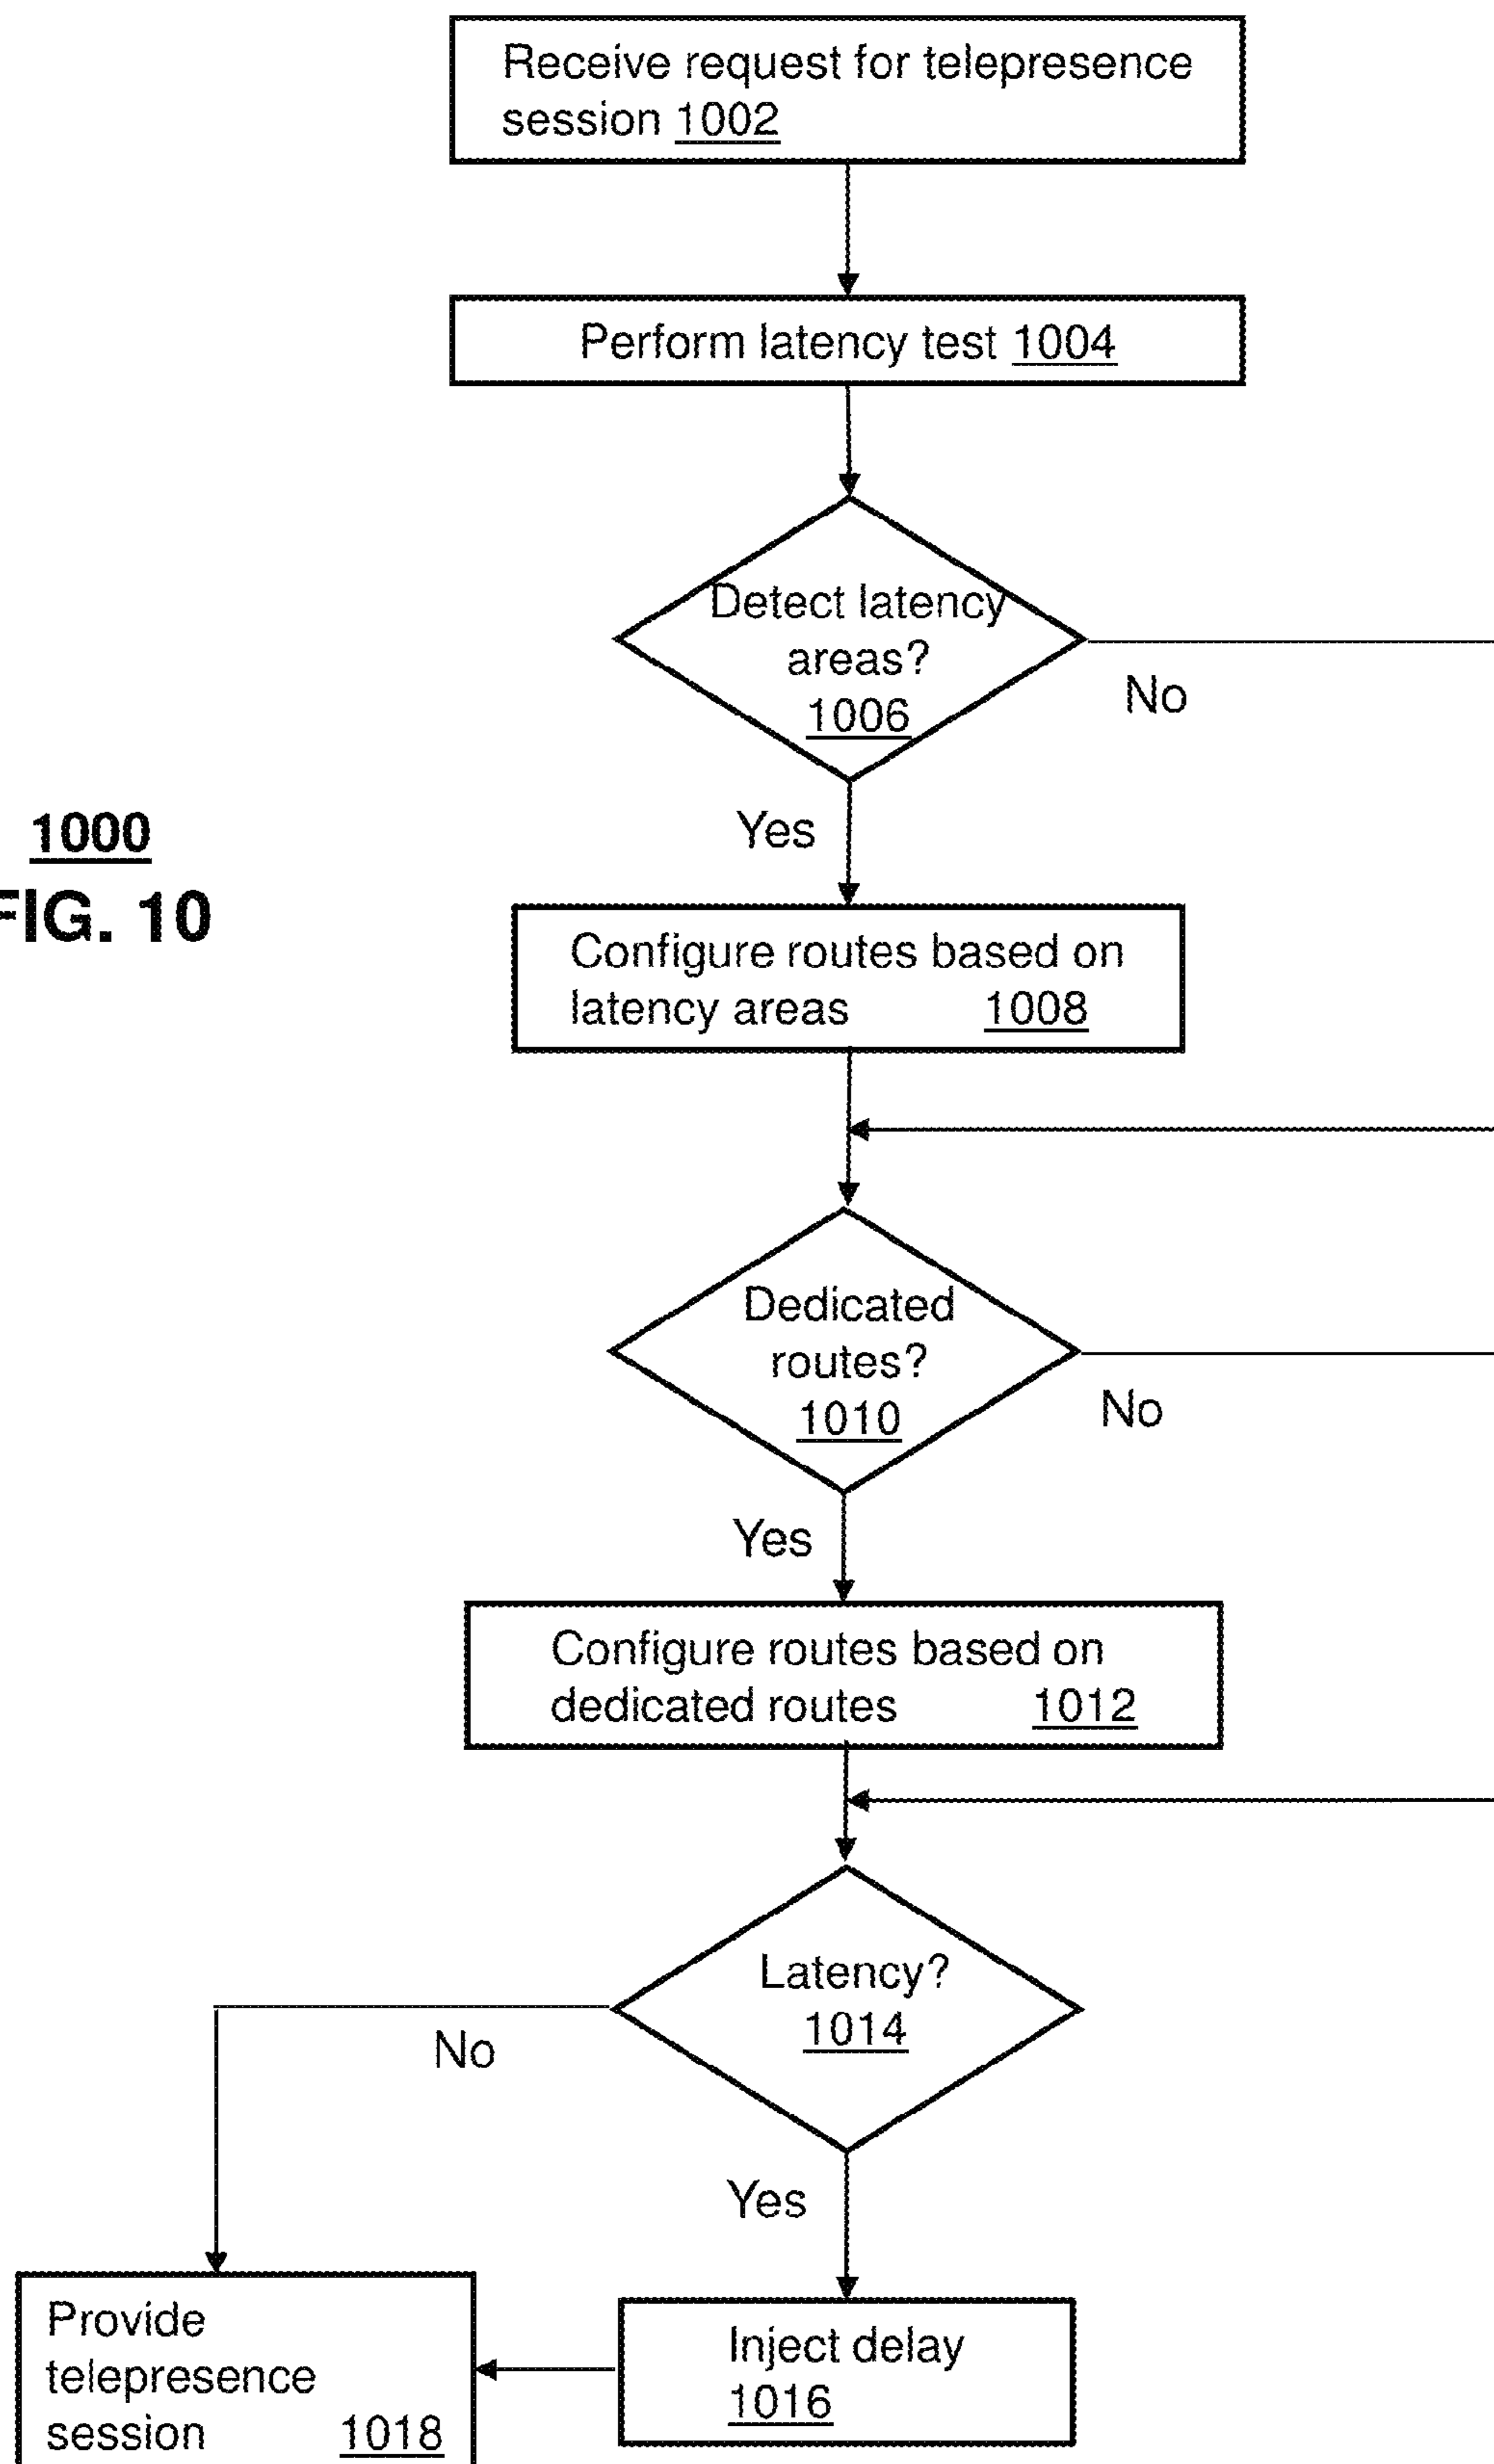 Receive request for telepresence
session 1002
Perform latency test 1004
Detect latency
areas?
1006
No
Yes
1000
FIG. 10
Configure routes based on
latency areas 1008
Dedicated
routes?
1010
No
Yes
Configure routes based on
dedicated routes 1012
Latency?
1014
No
Yes
Provide
telepresence
session 1018
Inject delay
1016